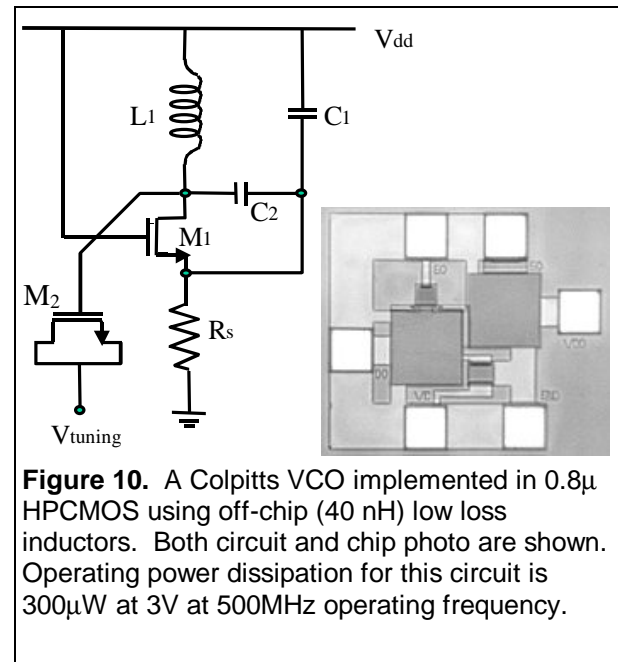 Vdd
L1
C1
C2
M1
M2
Rs
Vtuning
Figure 10. A Colpitts VCO implemented in 0.8μ
HPCMOS using off-chip (40 nH) low loss
inductors. Both circuit and chip photo are shown.
Operating power dissipation for this circuit is
300μW at 3V at 500MHz operating frequency.